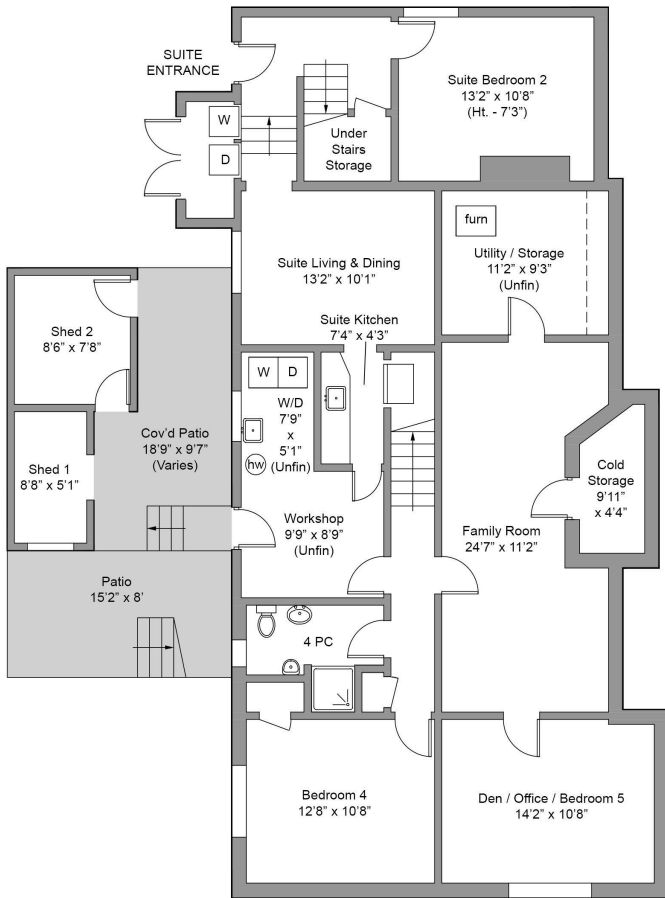 SUITE
ENTRANCE
Suite Bedroom 2
13'2" x 10'8"
(Ht. - 7'3")
W
D
Under
Stairs
Storage
furn
Utility / Storage
11'2" x 9'3"
(Unfin)
Suite Living & Dining
13'2" x 10'1"
Suite Kitchen
7'4" x 4'3"
Shed 2
8'6" x 7'8"
W
D
W/D
7'9"
x
5'1"
(Unfin)
hw
Cov'd Patio
18'9" x 9'7"
(Varies)
Shed 1
8'8" x 5'1"
Cold
Storage
9'11"
x 4'4"
Workshop
9'9" x 8'9"
(Unfin)
Family Room
24'7" x 11'2"
Patio
15'2" x 8'
4 PC
Bedroom 4
12'8" x 10'8"
Den / Office / Bedroom 5
14'2" x 10'8"